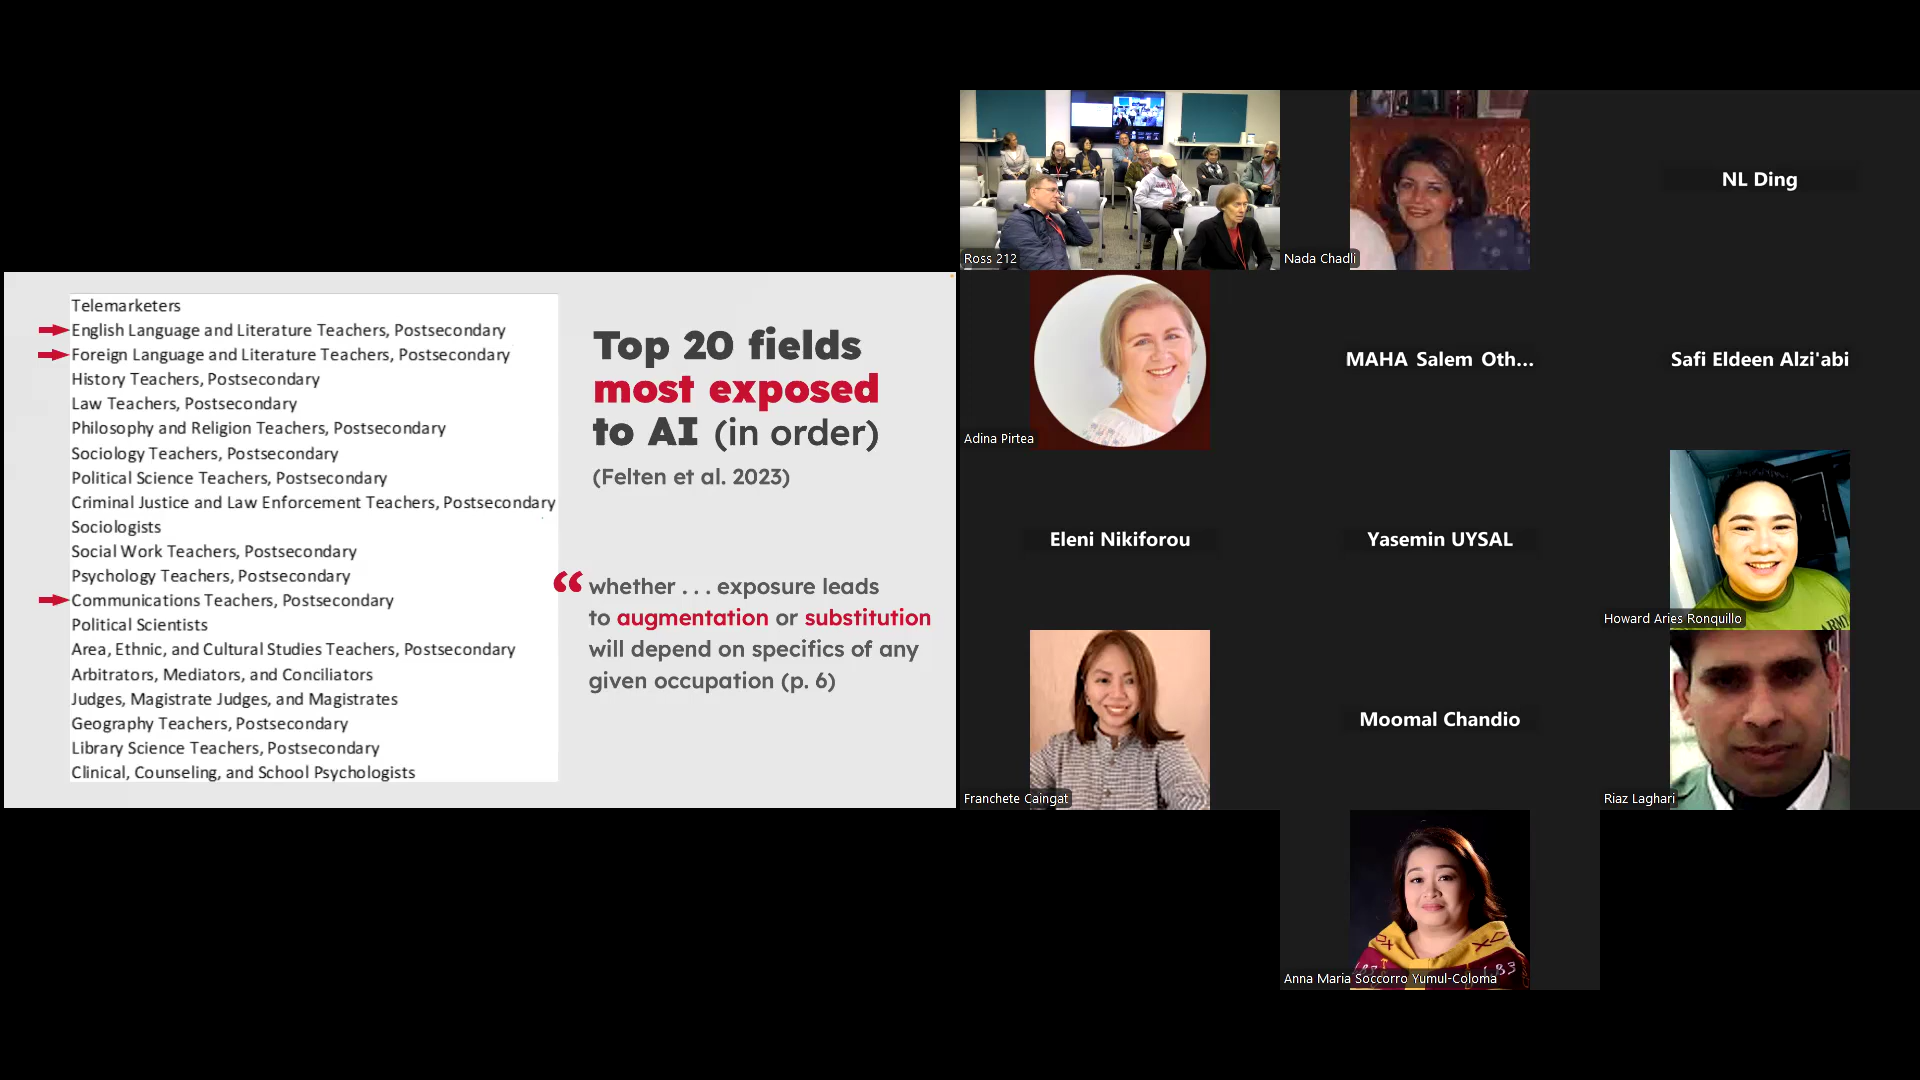 Telemarketers
English Language and Literature Teachers, Postsecondary
Foreign Language and Literature Teachers, Postsecondary
History Teachers, Postsecondary
Law Teachers, Postsecondary
Philosophy and Religion Teachers, Postsecondary
Sociology Teachers, Postsecondary
Political Science Teachers, Postsecondary
Criminal Justice and Law Enforcement Teachers, Postsecondary
Sociologists
Social Work Teachers, Postsecondary
Psychology Teachers, Postsecondary
Communications Teachers, Postsecondary
Political Scientists
Area, Ethnic, and Cultural Studies Teachers, Postsecondary
Arbitrators, Mediators, and Conciliators
Judges, Magistrate Judges, and Magistrates
Geography Teachers, Postsecondary
Library Science Teachers, Postsecondary
Clinical, Counseling, and School Psychologists
Top 20 fields
most exposed
to AI (in order)
(Felten et al. 2023)
“ whether . . . exposure leads
to augmentation or substitution
will depend on specifics of any
given occupation (p. 6)
Ross 212
Nada Chadli
NL Ding
Adina Pirtea
MAHA Salem Oth...
Safi Eldeen Alzi'abi
Eleni Nikiforou
Yasemin UYSAL
Howard Aries Ronquillo
Franchete Caingat
Moomal Chandio
Riaz Laghari
Anna Maria Soccorro Yumul-Coloma